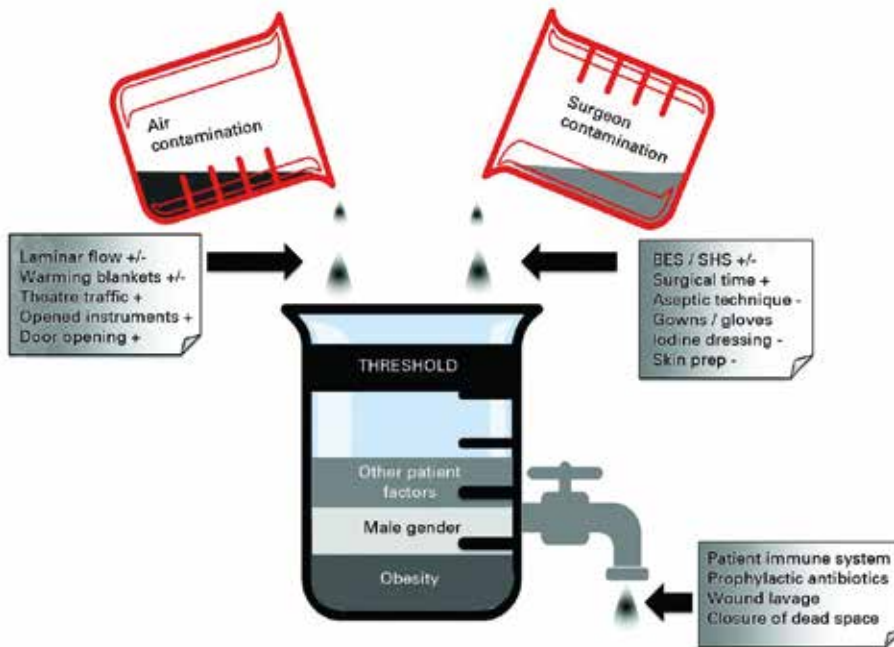 Air
contamination
Surgeon
contamination
Laminar flow +/-
Warming blankets +/-
Theatre traffic +
Opened instruments +
Door opening +
BES / SHS +/-
Surgical time +
Aseptic technique -
Gowns / gloves
Iodine dressing -
Skin prep -
THRESHOLD
Other patient
factors
Male gender
Obesity
Patient immune system
Prophylactic antibiotics
Wound lavage
Closure of dead space